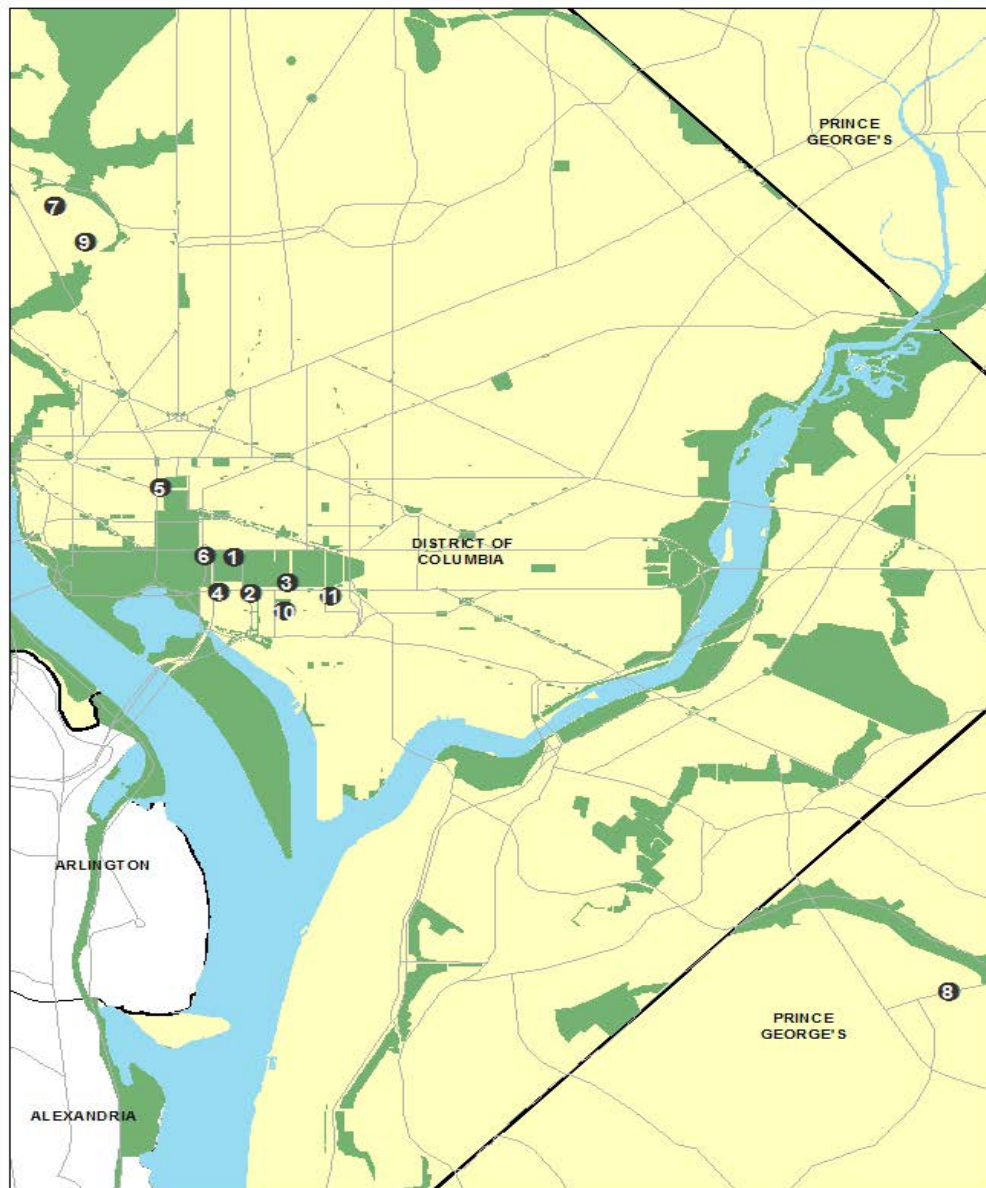 PRINCE
GEORGE'S
7
9
5
DISTRICT OF
COLUMBIA
6
1
3
4
2
11
10
ARLINGTON
8
PRINCE
GEORGE'S
ALEXANDRIA